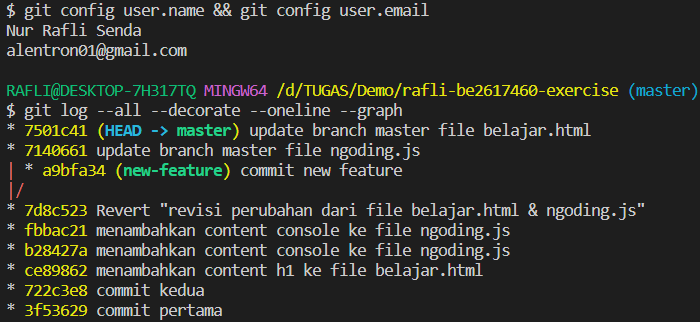 $ git config user.name && git config user.email
Nur Rafli Senda
alentron01@gmail.com
RAFLI@DESKTOP-7H317TQ MINGW64 /d/TUGAS/Demo/rafli-be2617460-exercise (master)
$ git log --all --decorate --oneline --graph
* 7501c41 (HEAD -> master) update branch master file belajar.html
* 7140661 update branch master file ngoding.js
| * a9bfa34 (new-feature) commit new feature
|/
* 7d8c523 Revert "revisi perubahan dari file belajar.html & ngoding.js"
* fbbac21 menambahkan content console ke file ngoding.js
* b28427a menambahkan content console ke file ngoding.js
* ce89862 menambahkan content h1 ke file belajar.html
* 722c3e8 commit kedua
* 3f53629 commit pertama